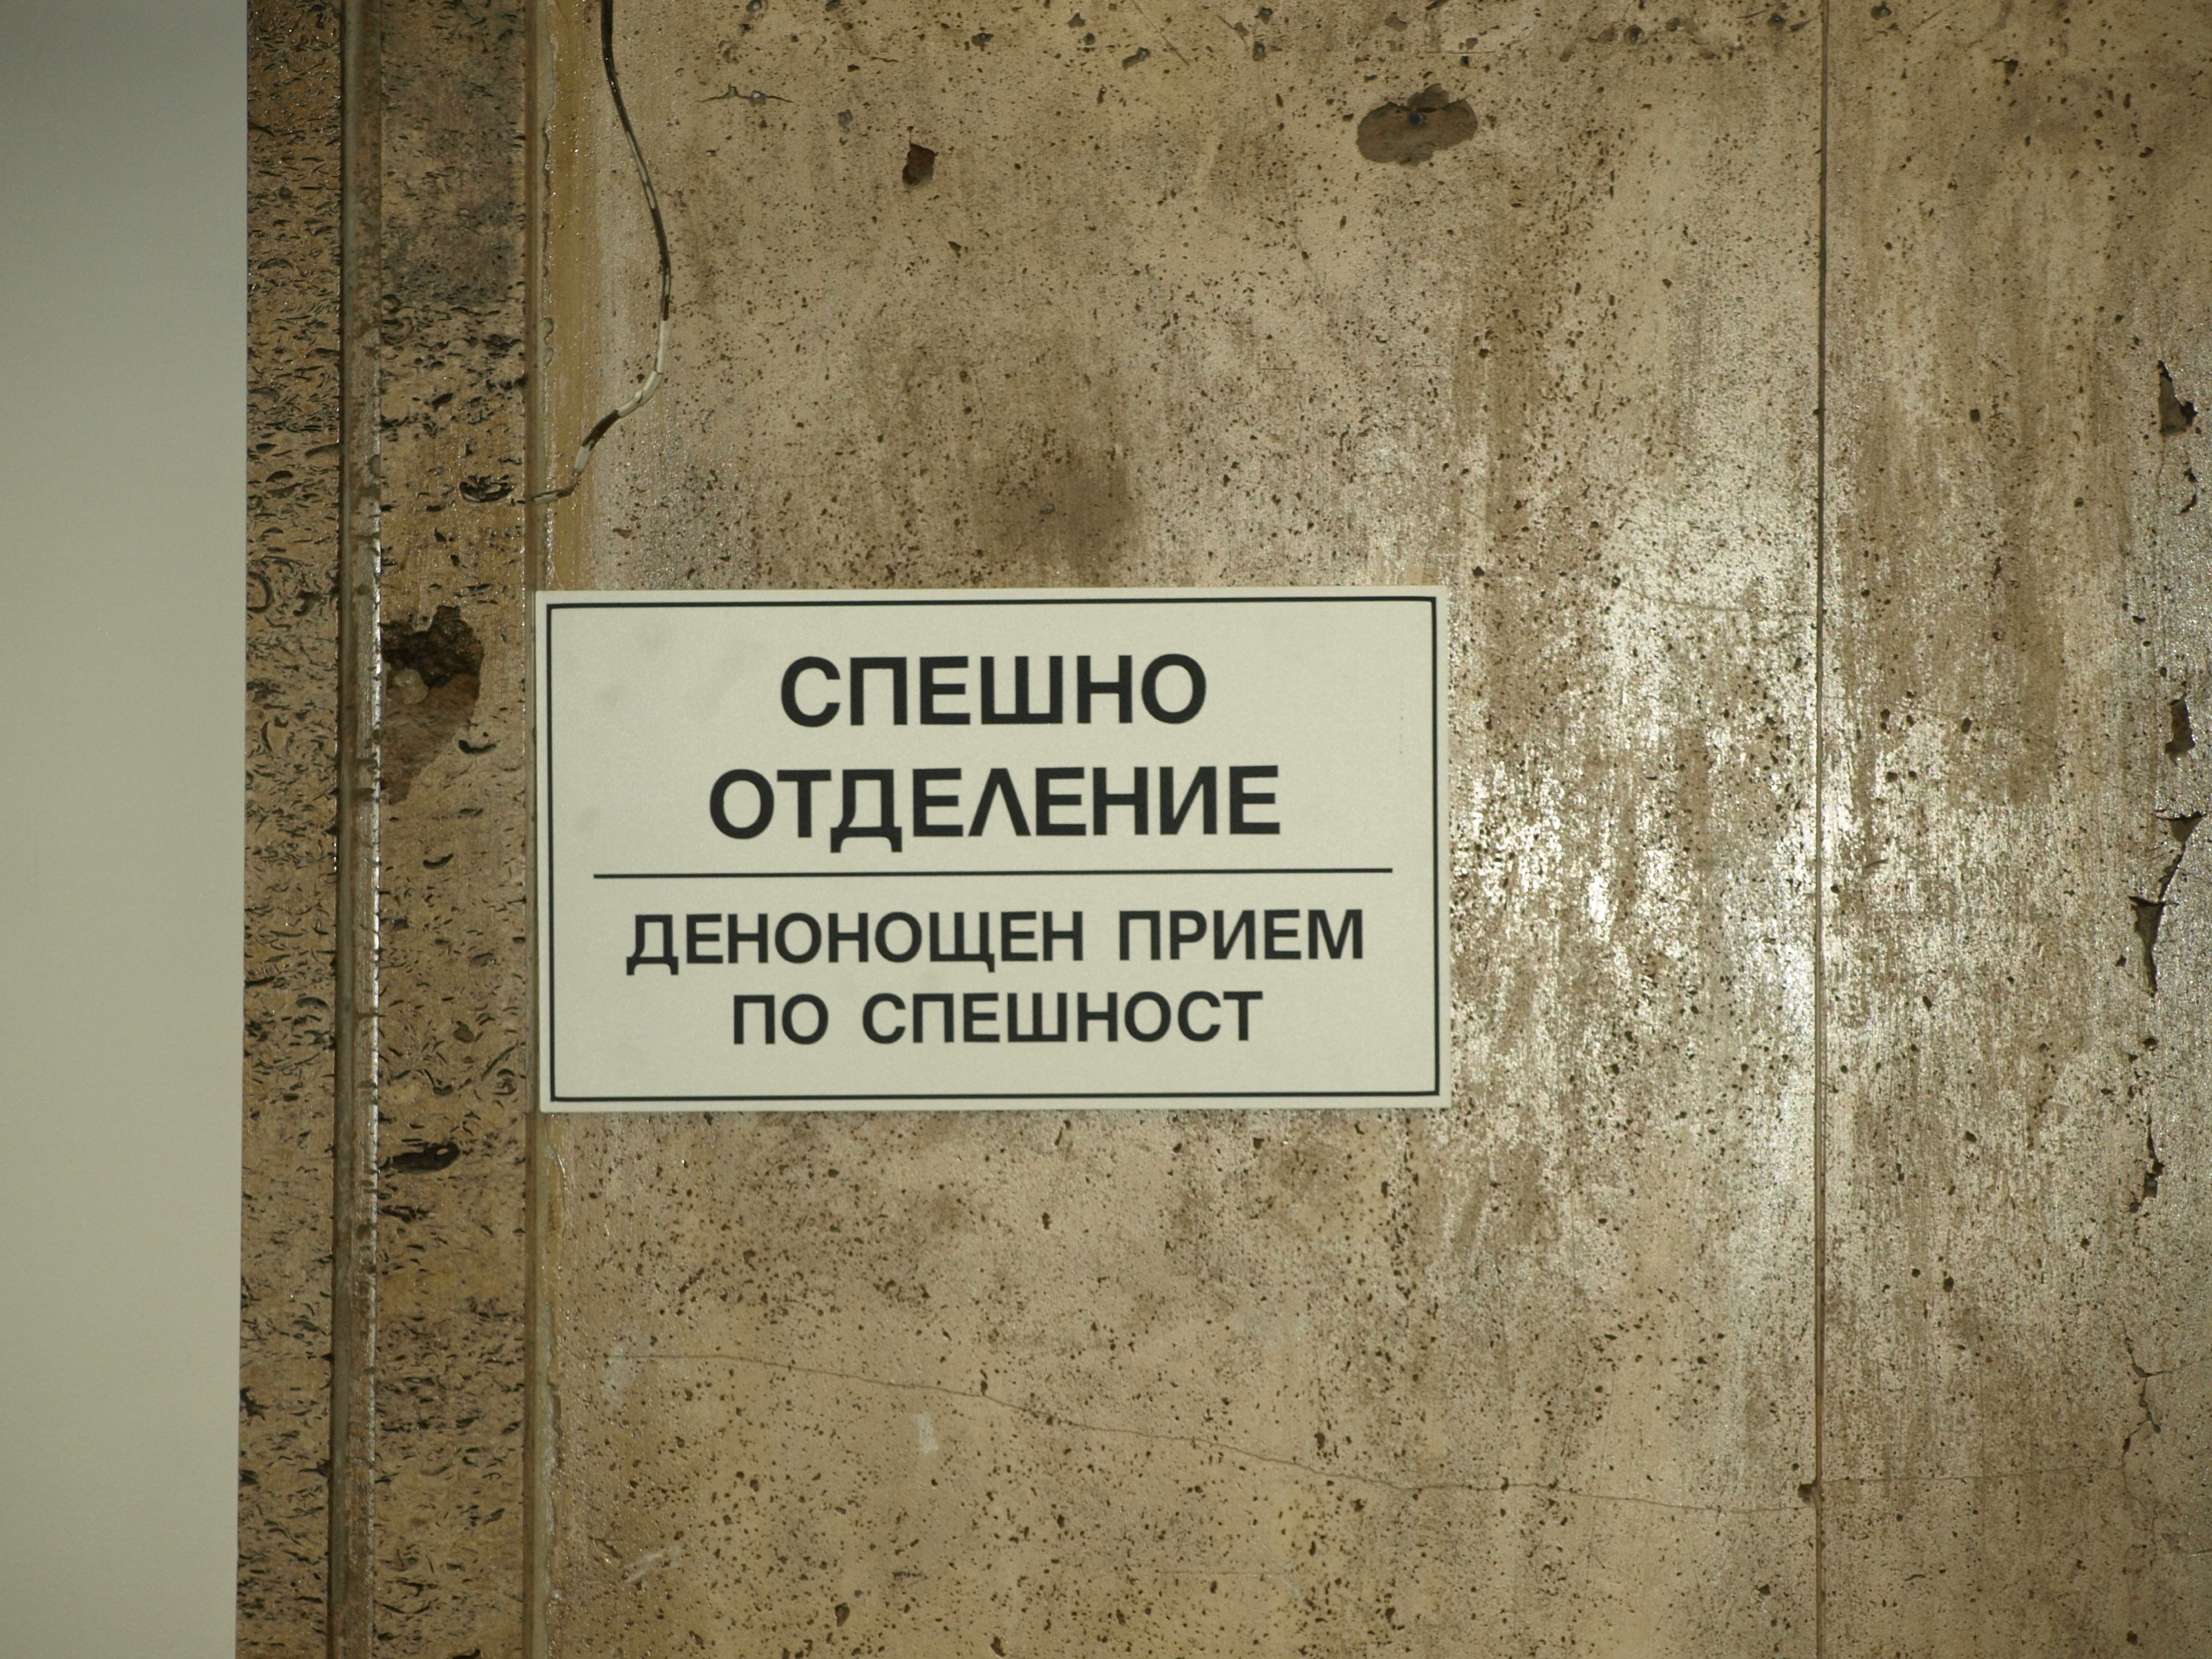 СПЕШНО
ОТДЕЛЕНИЕ
ДЕНОНОЩЕН ПРИЕМ
ПО СПЕШНОСТ